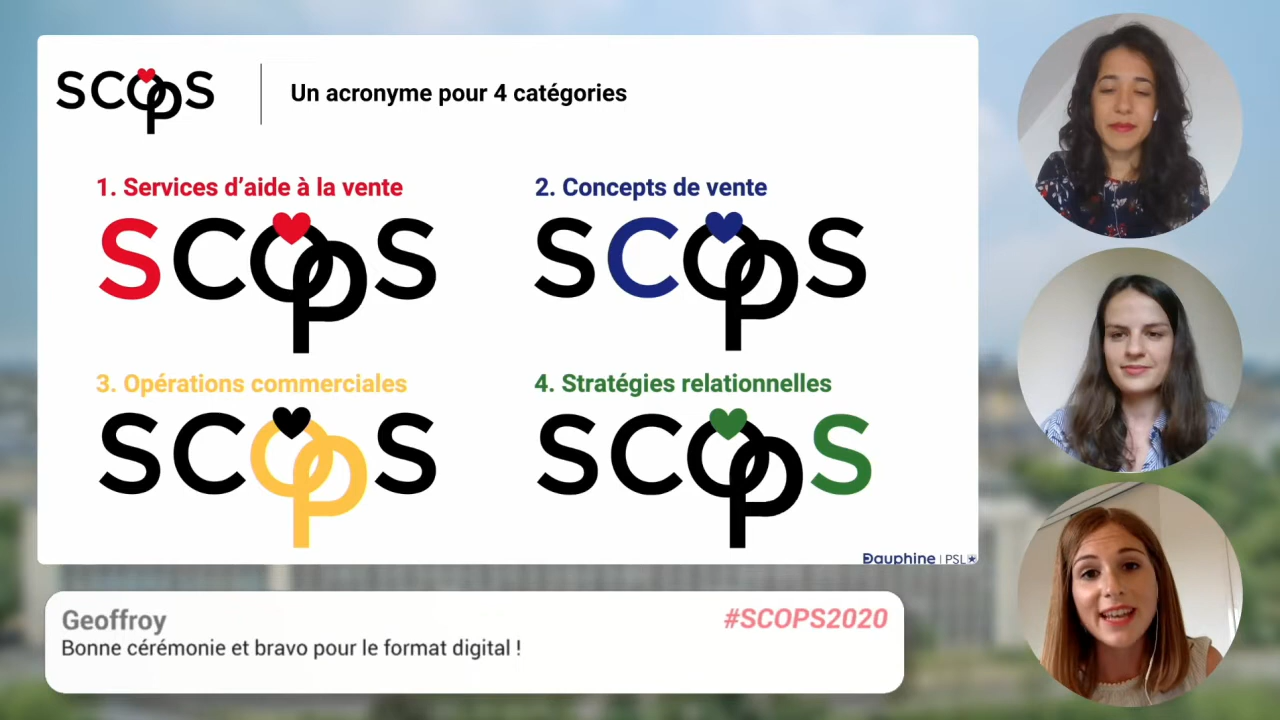 SCOPS
Un acronyme pour 4 catégories
1. Services d’aide à la vente
SCOPS
2. Concepts de vente
SCOPS
3. Opérations commerciales
SCOPS
4. Stratégies relationnelles
SCOPS
Dauphine | PSL
Geoffroy
#SCOPS2020
Bonne cérémonie et bravo pour le format digital !